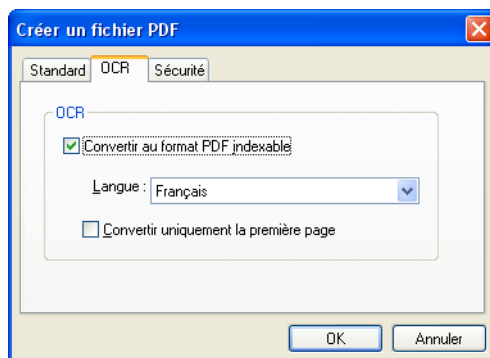 Créer un fichier PDF
Standard OCR Sécurité
OCR
Convertir au format PDF indexable
Langue : Français
Convertir uniquement la première page
OK Annuler